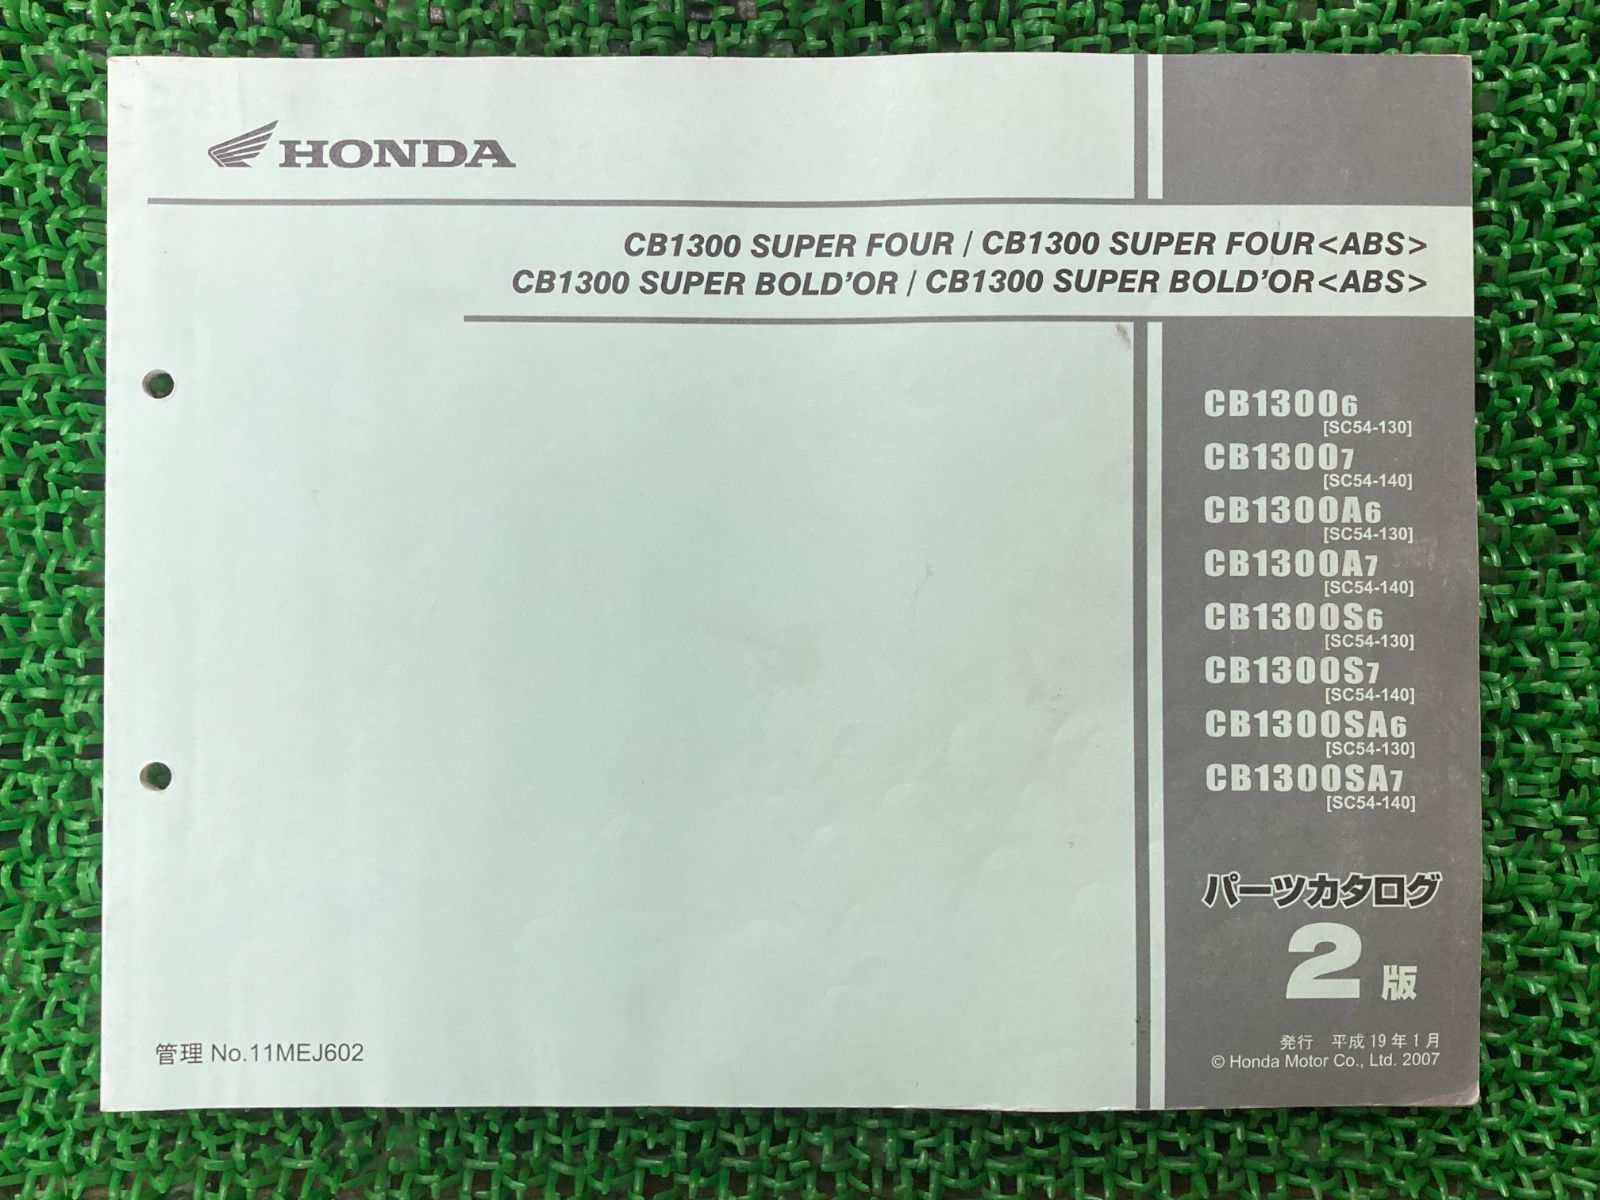 HONDA
CB1300 SUPER FOUR / CB1300 SUPER FOUR<ABS>
CB1300 SUPER BOLD'OR / CB1300 SUPER BOLD'OR<ABS>
CB13006
[SC54-130]
CB13007
[SC54-140]
CB1300A6
[SC54-130]
CB1300A7
[SC54-140]
CB1300S6
[SC54-130]
CB1300S7
[SC54-140]
CB1300SA6
[SC54-130]
CB1300SA7
[SC54-140]
パーツカタログ
2版
発行 平成19年1月
© Honda Motor Co., Ltd. 2007
管理 No.11MEJ602